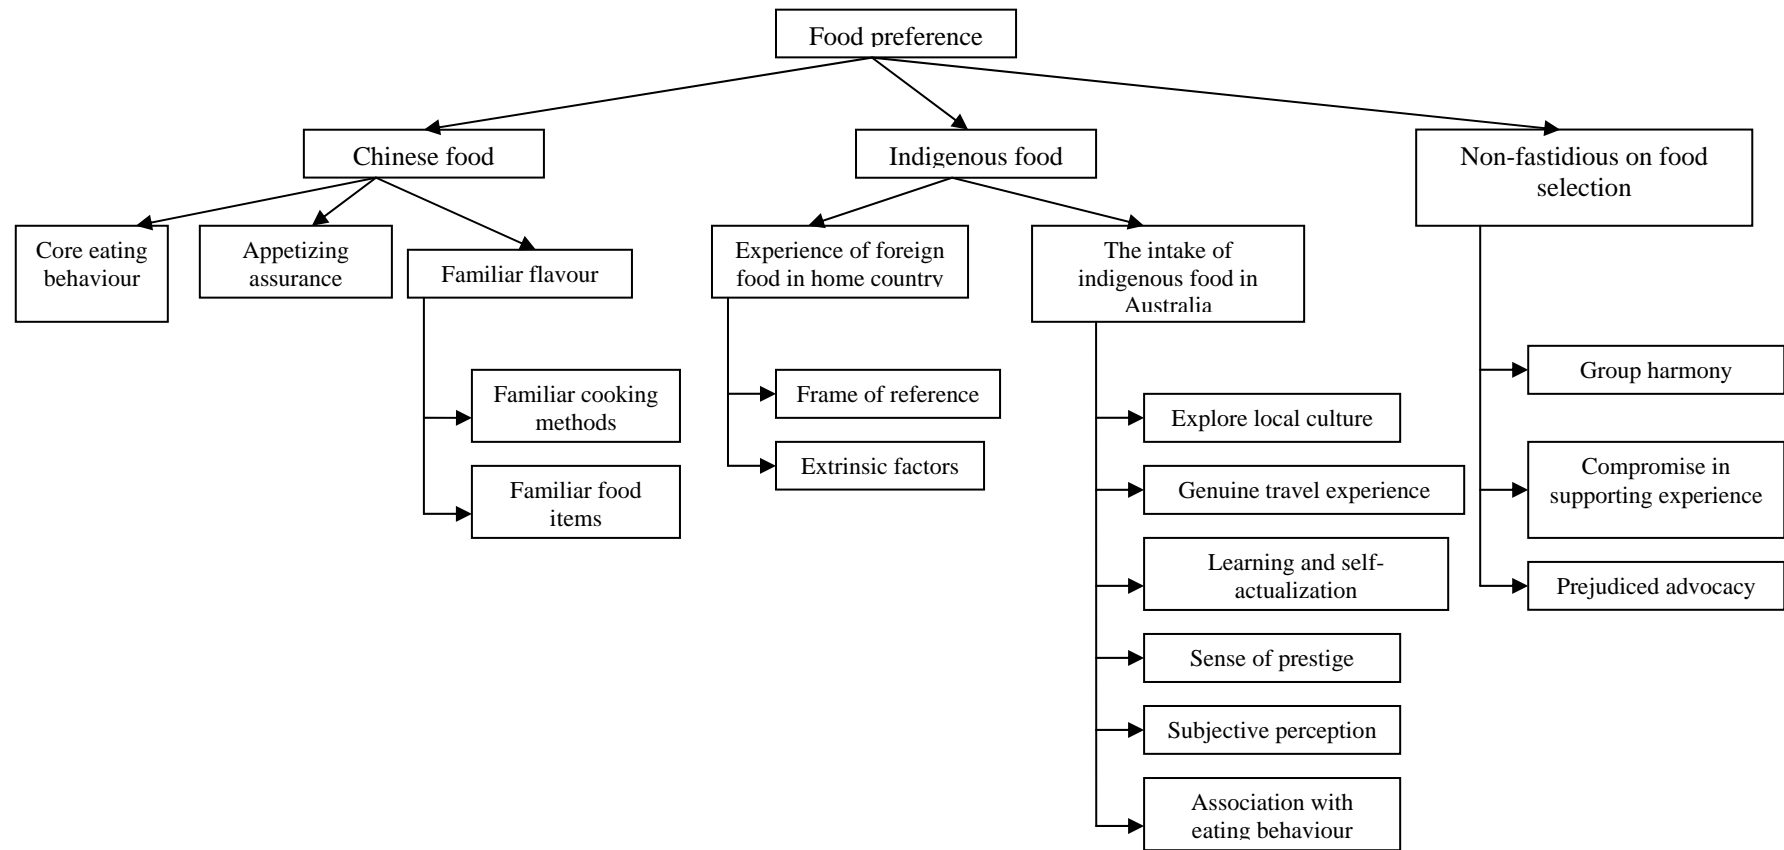 Food preference
Chinese food
Indigenous food
Non-fastidious on food
selection
Core eating
behaviour
Appetizing
assurance
Familiar flavour
Experience of foreign
food in home country
The intake of
indigenous food in
Australia
Familiar cooking
methods
Familiar food
items
Frame of reference
Extrinsic factors
Explore local culture
Genuine travel experience
Learning and self-
actualization
Sense of prestige
Subjective perception
Association with
eating behaviour
Group harmony
Compromise in
supporting experience
Prejudiced advocacy